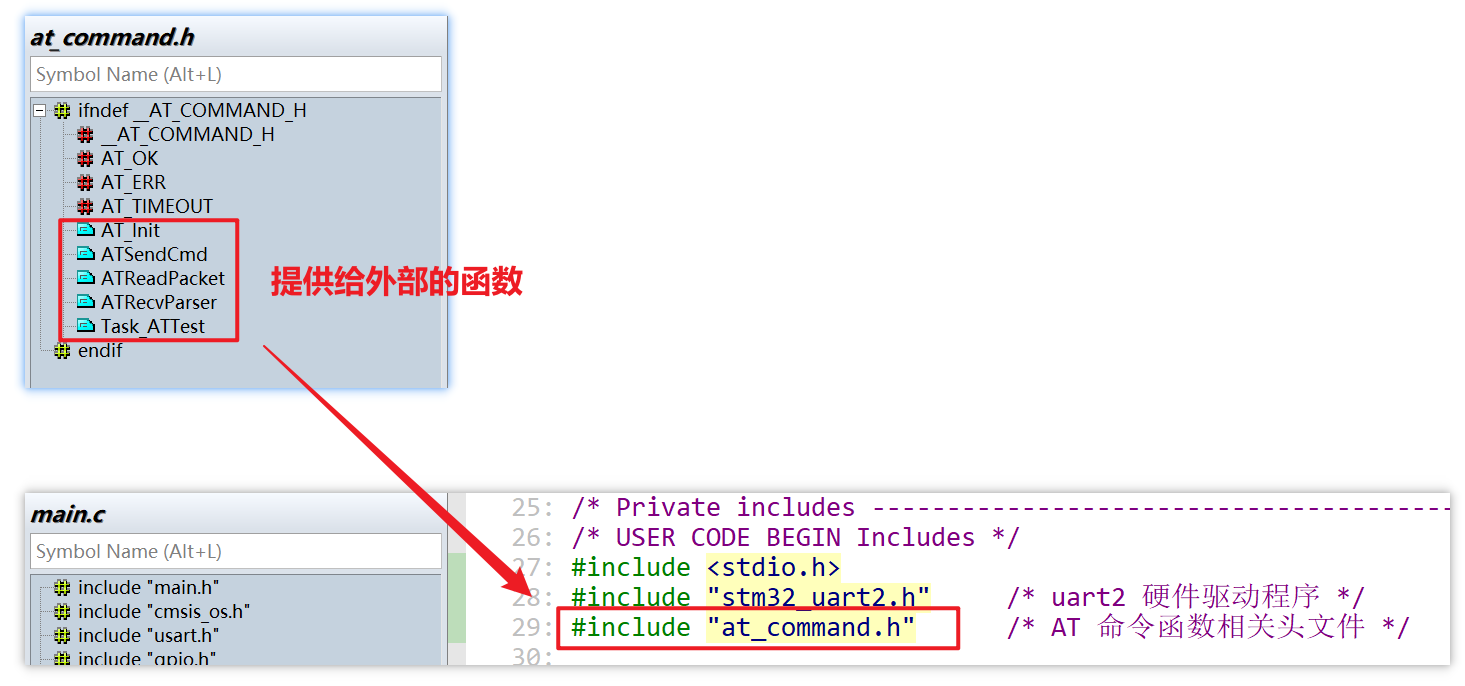 at_command.h
Symbol Name (Alt+L)
ifndef __AT_COMMAND_H
__AT_COMMAND_H
AT_OK
AT_ERR
AT_TIMEOUT
AT_Init
ATSendCmd
ATReadPacket
ATRecvParser
Task_ATTest
endif
提供给外部的函数
main.c
Symbol Name (Alt+L)
include "main.h"
include "cmsis_os.h"
include "usart.h"
include "gpio.h"
25: /* Private includes ---------------------------------------
26: /* USER CODE BEGIN Includes */
27: #include <stdio.h>
28: #include "stm32_uart2.h" /* uart2 硬件驱动程序 */
29: #include "at_command.h" /* AT 命令函数相关头文件 */
30: